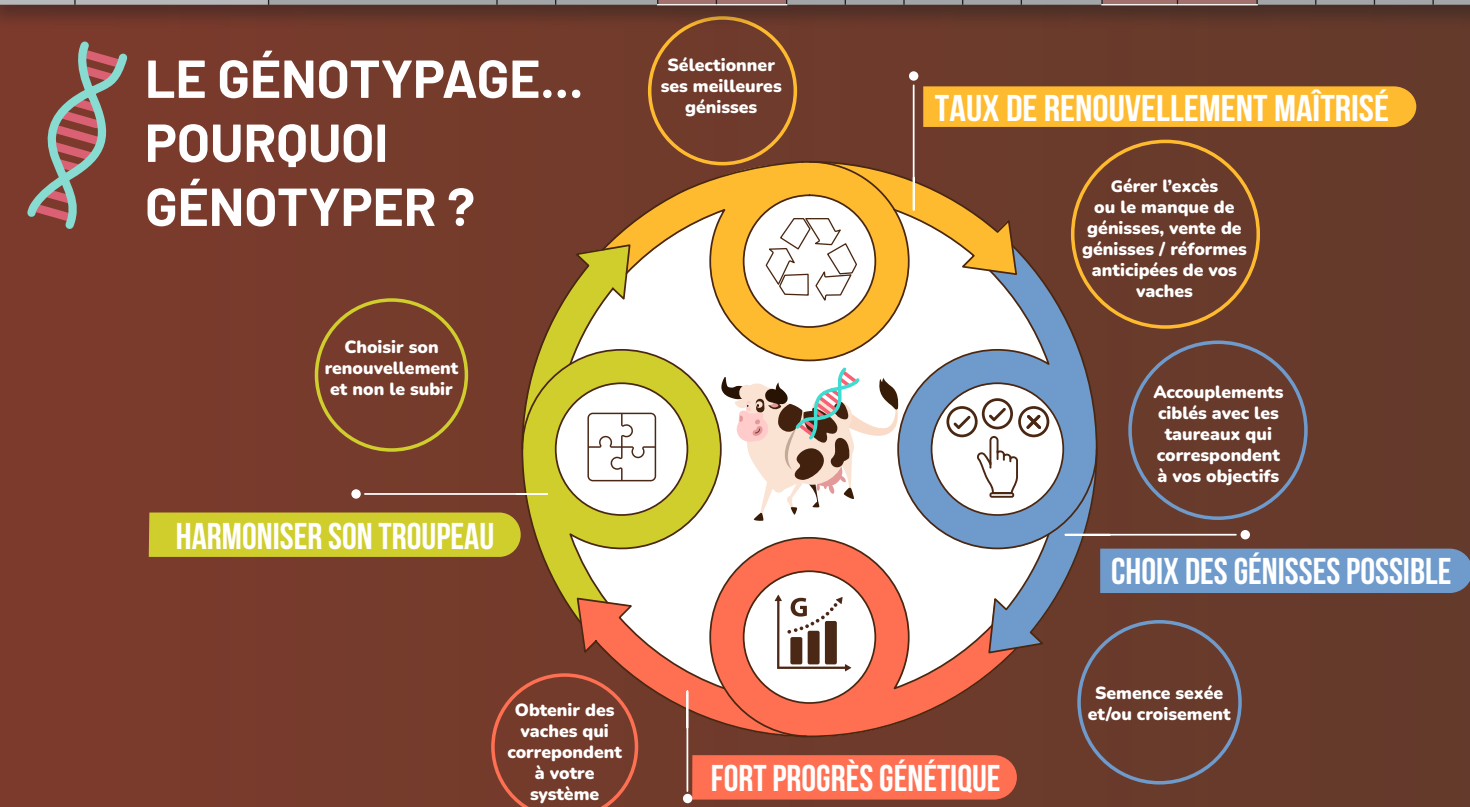 LE GÉNOTYPAGE...
POURQUOI
GÉNOTYPER ?
Sélectionner
ses meilleures
génisses
TAUX DE RENOUVELLEMENT MAÎTRISÉ
Gérer l'excès
ou le manque de
génisses, vente de
génisses / réformes
anticipées de vos
vaches
Choisir son
renouvellement
et non le subir
Accouplements
ciblés avec les
taureaux qui
correspondent
à vos objectifs
HARMONISER SON TROUPEAU
CHOIX DES GÉNISSES POSSIBLE
G
Semence sexée
et/ou croisement
Obtenir des
vaches qui
correpondent
à votre
système
FORT PROGRÈS GÉNÉTIQUE